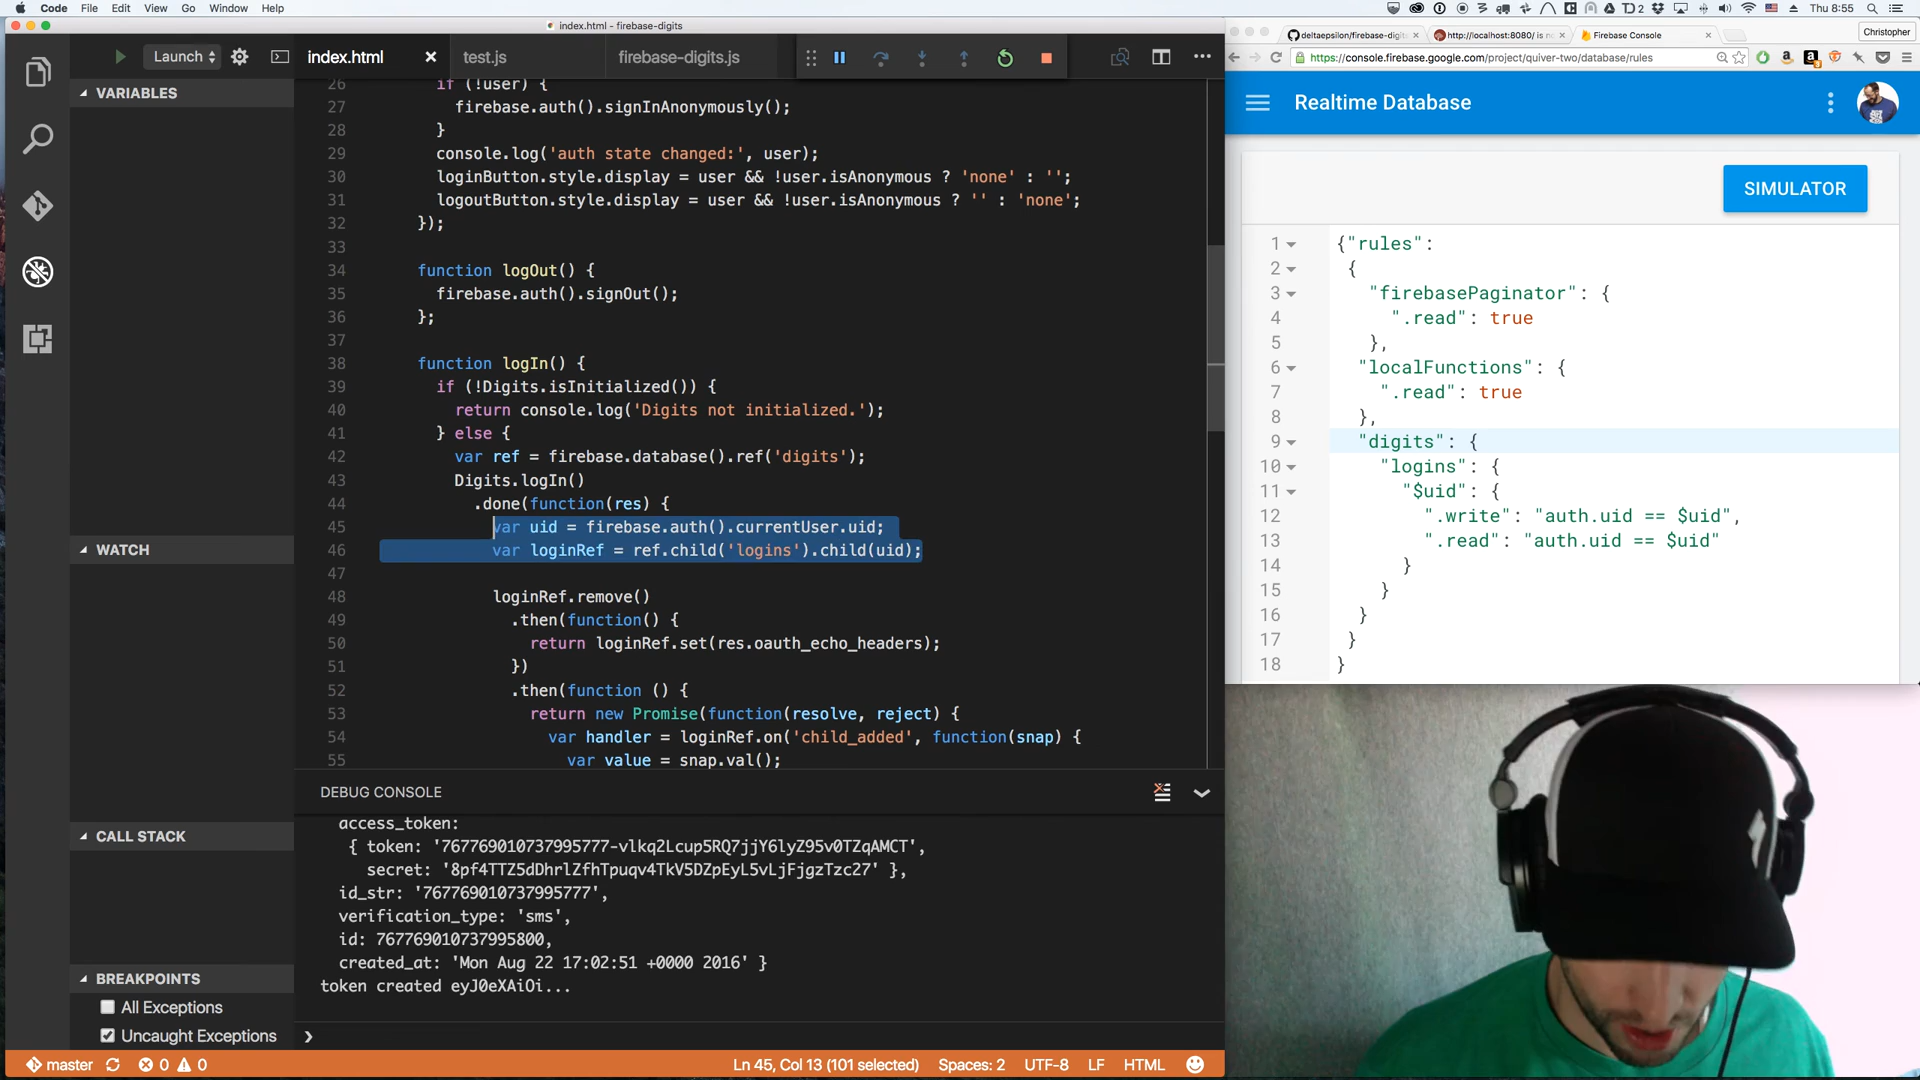 Code File Edit View Go Window Help
TD 2
Thu 8:55
index.html - firebase-digits
Launch
index.html
test.js
firebase-digits.js
VARIABLES
WATCH
CALL STACK
BREAKPOINTS
All Exceptions
Uncaught Exceptions
26 if (!user) {
27 firebase.auth().signInAnonymously();
28 }
29 console.log('auth state changed:', user);
30 loginButton.style.display = user && !user.isAnonymous ? 'none' : '';
31 logoutButton.style.display = user && !user.isAnonymous ? '' : 'none';
32 });
33
34 function logOut() {
35 firebase.auth().signOut();
36 };
37
38 function logIn() {
39 if (!Digits.isInitialized()) {
40 return console.log('Digits not initialized.');
41 } else {
42 var ref = firebase.database().ref('digits');
43 Digits.logIn()
44 .done(function(res) {
45 var uid = firebase.auth().currentUser.uid;
46 var loginRef = ref.child('logins').child(uid);
47
48 loginRef.remove()
49 .then(function() {
50 return loginRef.set(res.oauth_echo_headers);
51 })
52 .then(function () {
53 return new Promise(function(resolve, reject) {
54 var handler = loginRef.on('child_added', function(snap) {
55 var value = snap.val();
DEBUG CONSOLE
access_token:
{ token: '767769010737995777-vlkq2Lcup5RQ7jjY6lyZ95v0TZqAMCT',
secret: '8pf4TTZ5dDhrlZfhTpuqv4TkV5DZpEyL5vLjFjgzTzc27' },
id_str: '767769010737995777',
verification_type: 'sms',
id: 767769010737995800,
created_at: 'Mon Aug 22 17:02:51 +0000 2016' }
token created eyJ0eXAiOi...
master 0 0
Ln 45, Col 13 (101 selected) Spaces: 2 UTF-8 LF HTML
deltaepsilon/firebase-digit
http://localhost:8080/ is n
Firebase Console
Christopher
https://console.firebase.google.com/project/quiver-two/database/rules
Realtime Database
SIMULATOR
1 {"rules":
2 {
3 "firebasePaginator": {
4 ".read": true
5 },
6 "localFunctions": {
7 ".read": true
8 },
9 "digits": {
10 "logins": {
11 "$uid": {
12 ".write": "auth.uid == $uid",
13 ".read": "auth.uid == $uid"
14 }
15 }
16 }
17 }
18 }